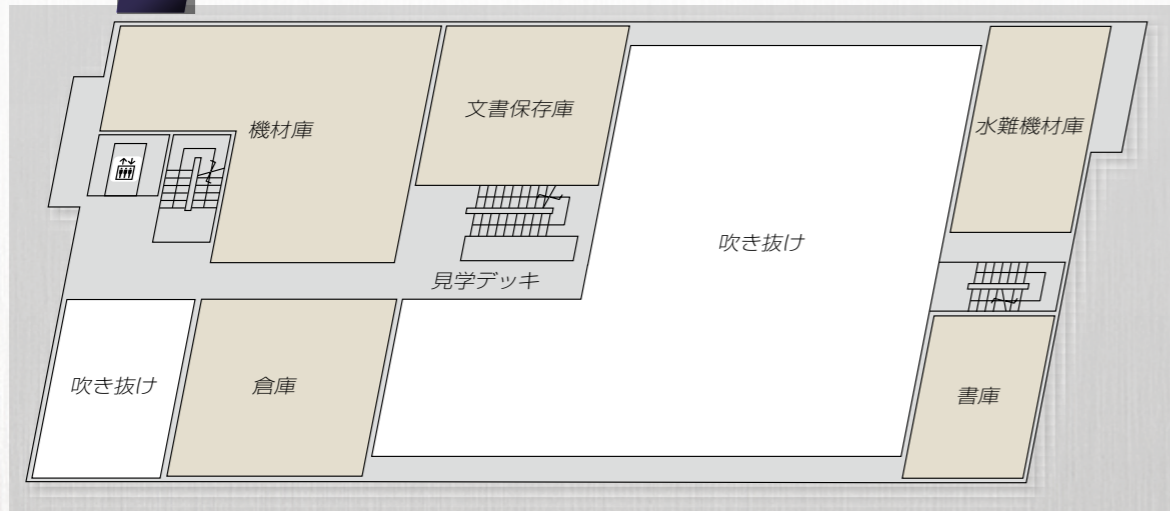 機材庫
文書保存庫
水難機材庫
吹き抜け
見学デッキ
吹き抜け
倉庫
書庫